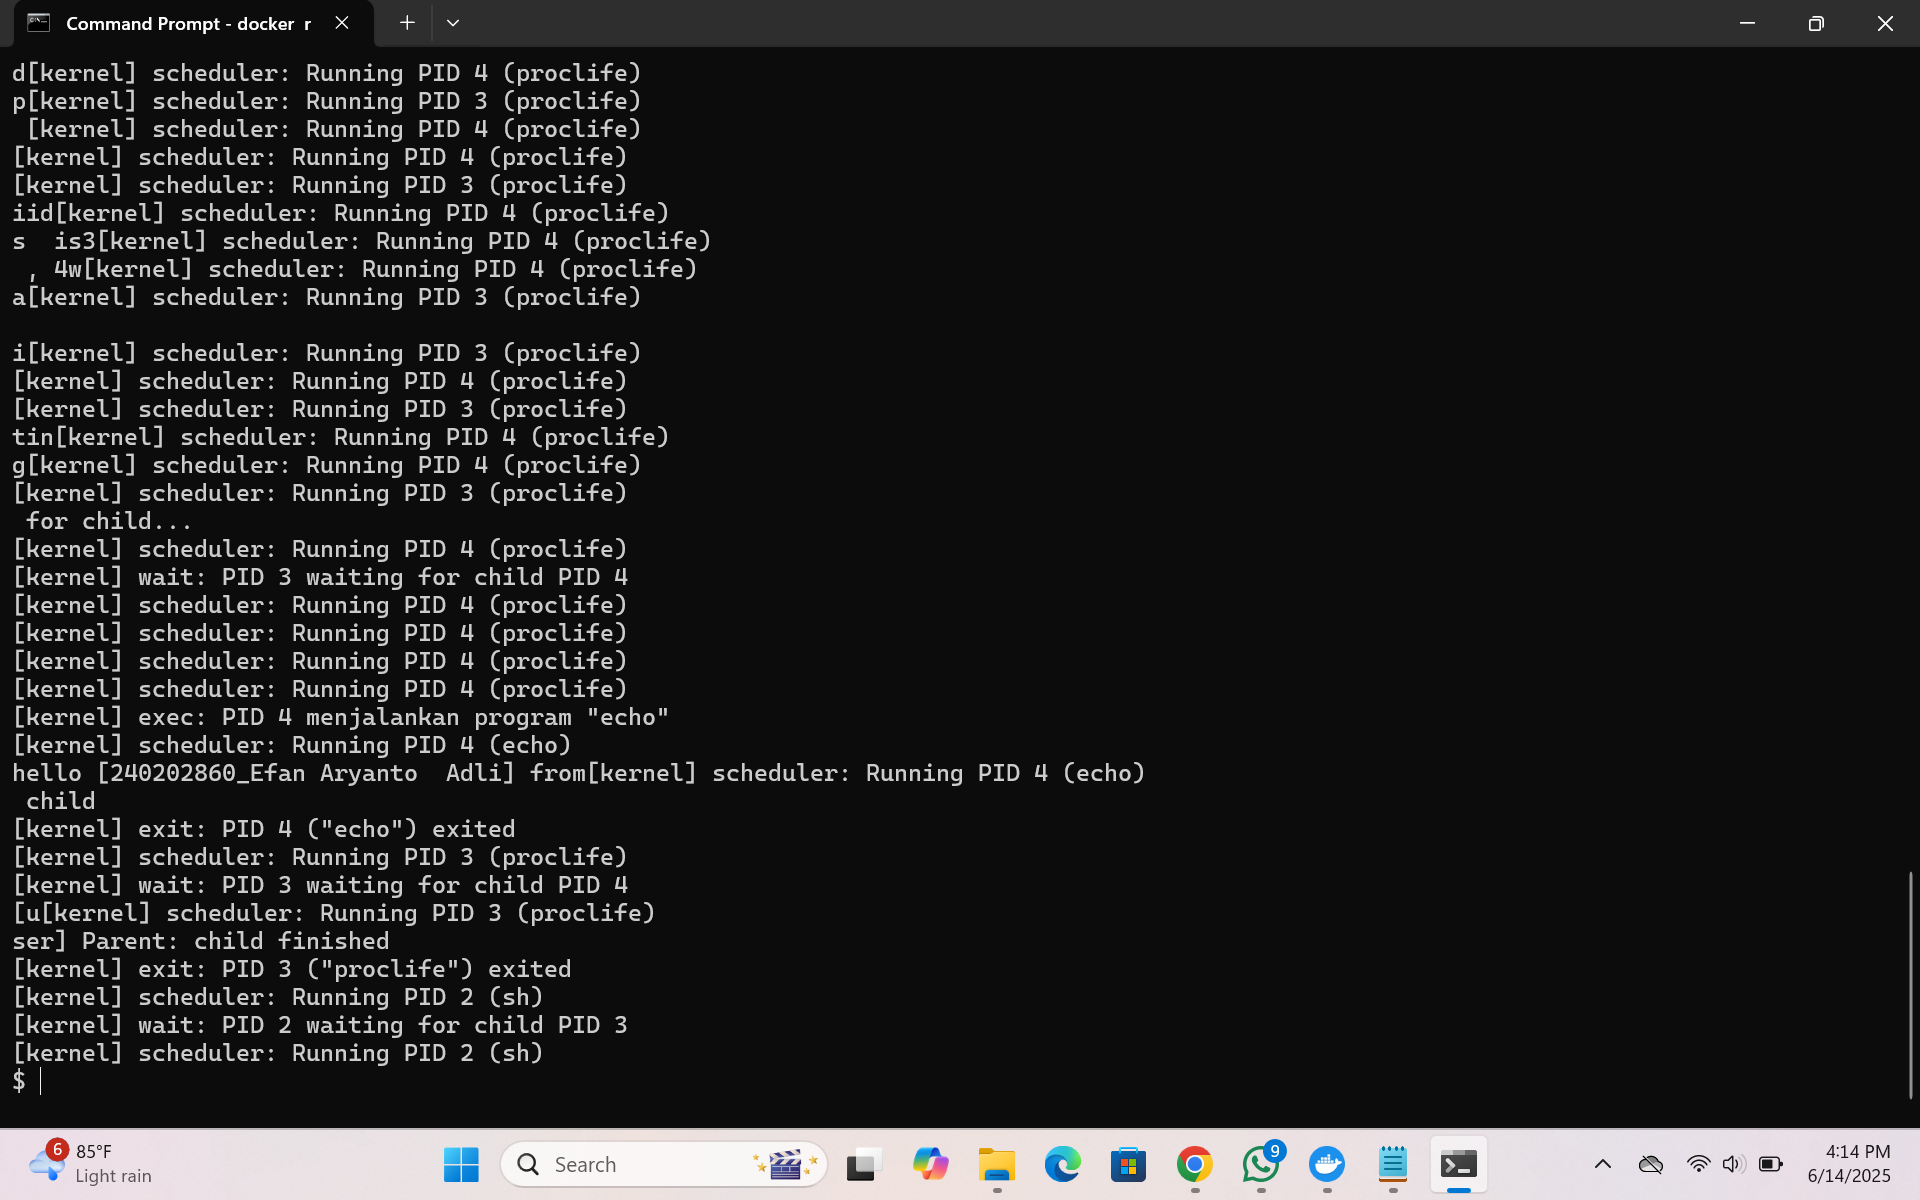 Command Prompt - docker  r
d[kernel] scheduler: Running PID 4 (proclife)
p[kernel] scheduler: Running PID 3 (proclife)
 [kernel] scheduler: Running PID 4 (proclife)
[kernel] scheduler: Running PID 4 (proclife)
[kernel] scheduler: Running PID 3 (proclife)
iid[kernel] scheduler: Running PID 4 (proclife)
s  is3[kernel] scheduler: Running PID 4 (proclife)
 , 4w[kernel] scheduler: Running PID 4 (proclife)
a[kernel] scheduler: Running PID 3 (proclife)
i[kernel] scheduler: Running PID 3 (proclife)
[kernel] scheduler: Running PID 4 (proclife)
[kernel] scheduler: Running PID 3 (proclife)
tin[kernel] scheduler: Running PID 4 (proclife)
g[kernel] scheduler: Running PID 4 (proclife)
[kernel] scheduler: Running PID 3 (proclife)
 for child...
[kernel] scheduler: Running PID 4 (proclife)
[kernel] wait: PID 3 waiting for child PID 4
[kernel] scheduler: Running PID 4 (proclife)
[kernel] scheduler: Running PID 4 (proclife)
[kernel] scheduler: Running PID 4 (proclife)
[kernel] scheduler: Running PID 4 (proclife)
[kernel] exec: PID 4 menjalankan program "echo"
[kernel] scheduler: Running PID 4 (echo)
hello [240202860_Efan Aryanto  Adli] from[kernel] scheduler: Running PID 4 (echo)
 child
[kernel] exit: PID 4 ("echo") exited
[kernel] scheduler: Running PID 3 (proclife)
[kernel] wait: PID 3 waiting for child PID 4
[u[kernel] scheduler: Running PID 3 (proclife)
ser] Parent: child finished
[kernel] exit: PID 3 ("proclife") exited
[kernel] scheduler: Running PID 2 (sh)
[kernel] wait: PID 2 waiting for child PID 3
[kernel] scheduler: Running PID 2 (sh)
$
6
85°F
Light rain
Search
9
4:14 PM
6/14/2025